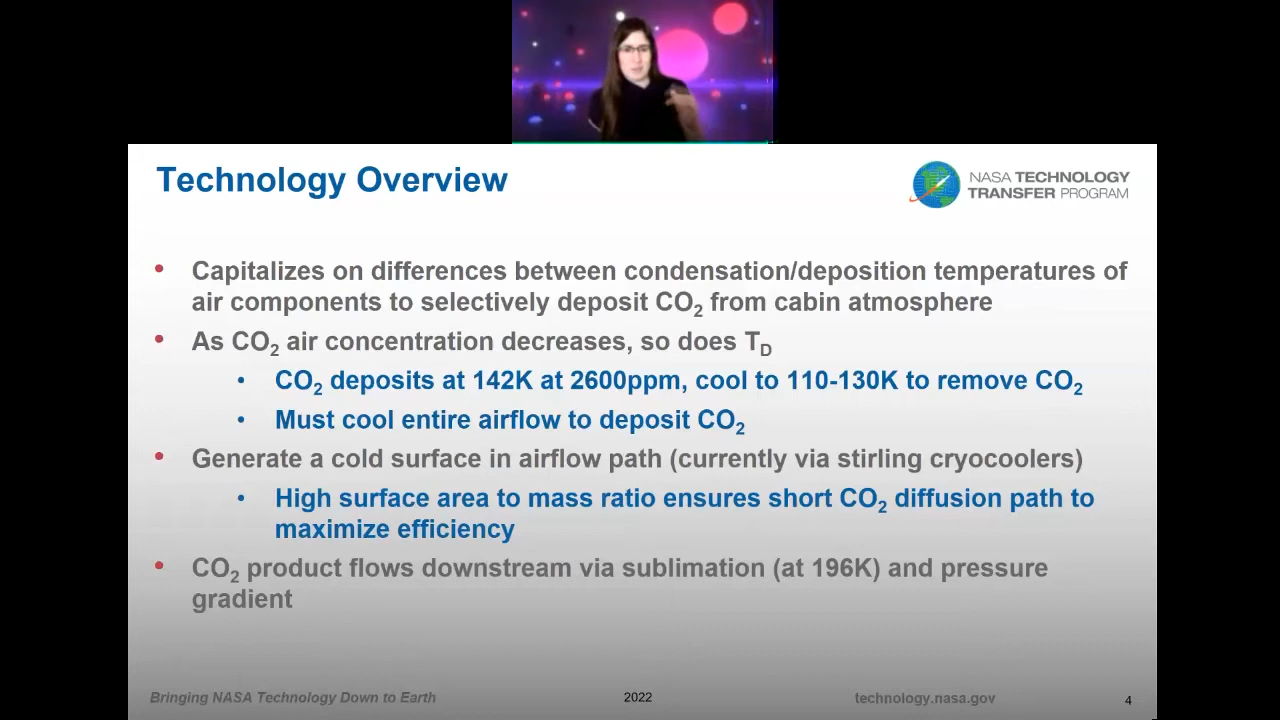 Technology Overview
NASA TECHNOLOGY
TRANSFER PROGRAM
• Capitalizes on differences between condensation/deposition temperatures of
air components to selectively deposit CO₂ from cabin atmosphere
• As CO₂ air concentration decreases, so does T_D
• CO₂ deposits at 142K at 2600ppm, cool to 110-130K to remove CO₂
• Must cool entire airflow to deposit CO₂
• Generate a cold surface in airflow path (currently via stirling cryocoolers)
• High surface area to mass ratio ensures short CO₂ diffusion path to
maximize efficiency
• CO₂ product flows downstream via sublimation (at 196K) and pressure
gradient
Bringing NASA Technology Down to Earth
2022
technology.nasa.gov
4